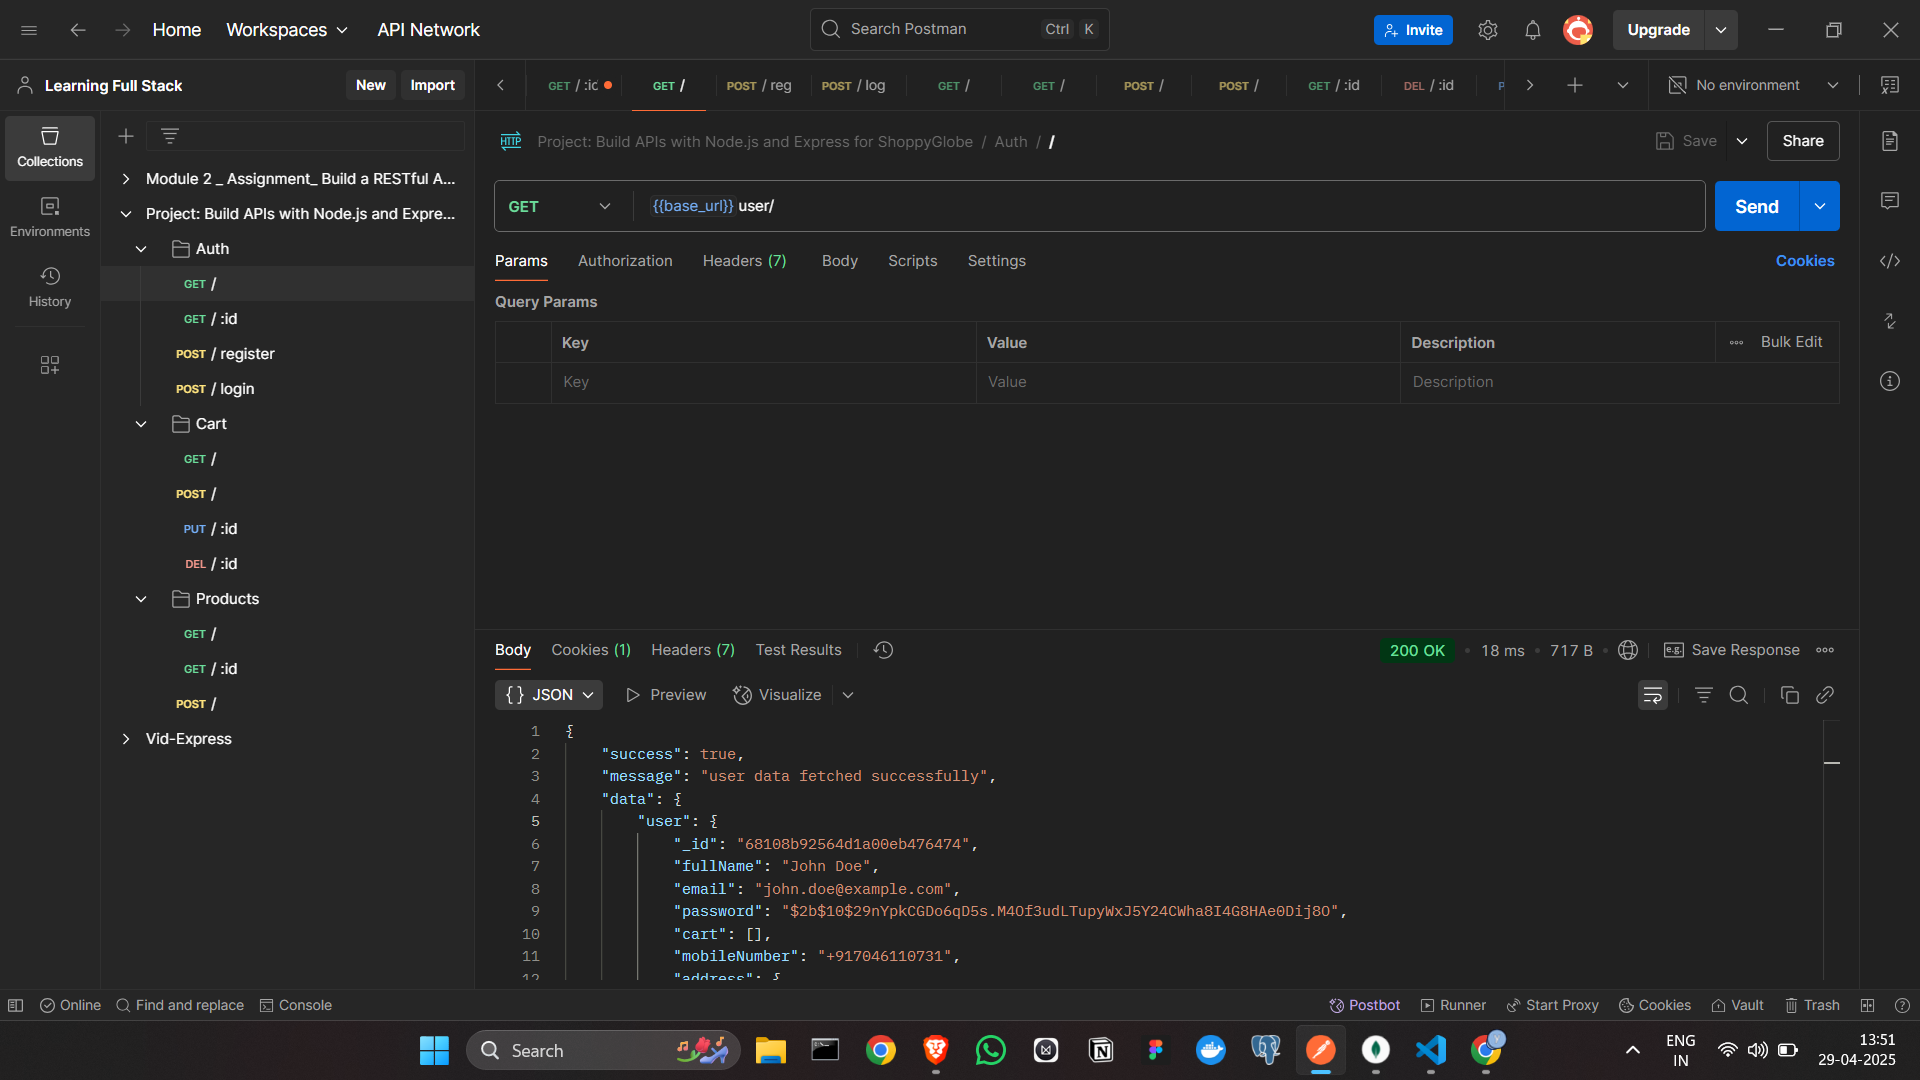 Home
Workspaces
API Network
Search Postman
Ctrl
K
Invite
Upgrade
Learning Full Stack
New
Import
GET / :id
GET /
POST / reg
POST / log
GET /
GET /
POST /
POST /
GET / :id
DEL / :id
No environment
Collections
Environments
History
Module 2 _ Assignment_ Build a RESTful A...
Project: Build APIs with Node.js and Expre...
Auth
GET /
GET / :id
POST / register
POST / login
Cart
GET /
POST /
PUT / :id
DEL / :id
Products
GET /
GET / :id
POST /
Vid-Express
HTTP
Project: Build APIs with Node.js and Express for ShoppyGlobe / Auth / /
Save
Share
GET
{{base_url}} user/
Send
Params
Authorization
Headers (7)
Body
Scripts
Settings
Cookies
Query Params
Key
Value
Description
Bulk Edit
Key
Value
Description
Body
Cookies (1)
Headers (7)
Test Results
200 OK
18 ms
717 B
e.g. Save Response
{} JSON
Preview
Visualize
1 {
2 "success": true,
3 "message": "user data fetched successfully",
4 "data": {
5 "user": {
6 "_id": "68108b92564d1a00eb476474",
7 "fullName": "John Doe",
8 "email": "john.doe@example.com",
9 "password": "$2b$10$29nYpkCGDo6qD5s.M4Of3udLTupyWxJ5Y24CWha8I4G8HAe0Dij8O",
10 "cart": [],
11 "mobileNumber": "+917046110731",
12 "address": {
Online
Find and replace
Console
Postbot
Runner
Start Proxy
Cookies
Vault
Trash
Search
ENG
IN
13:51
29-04-2025